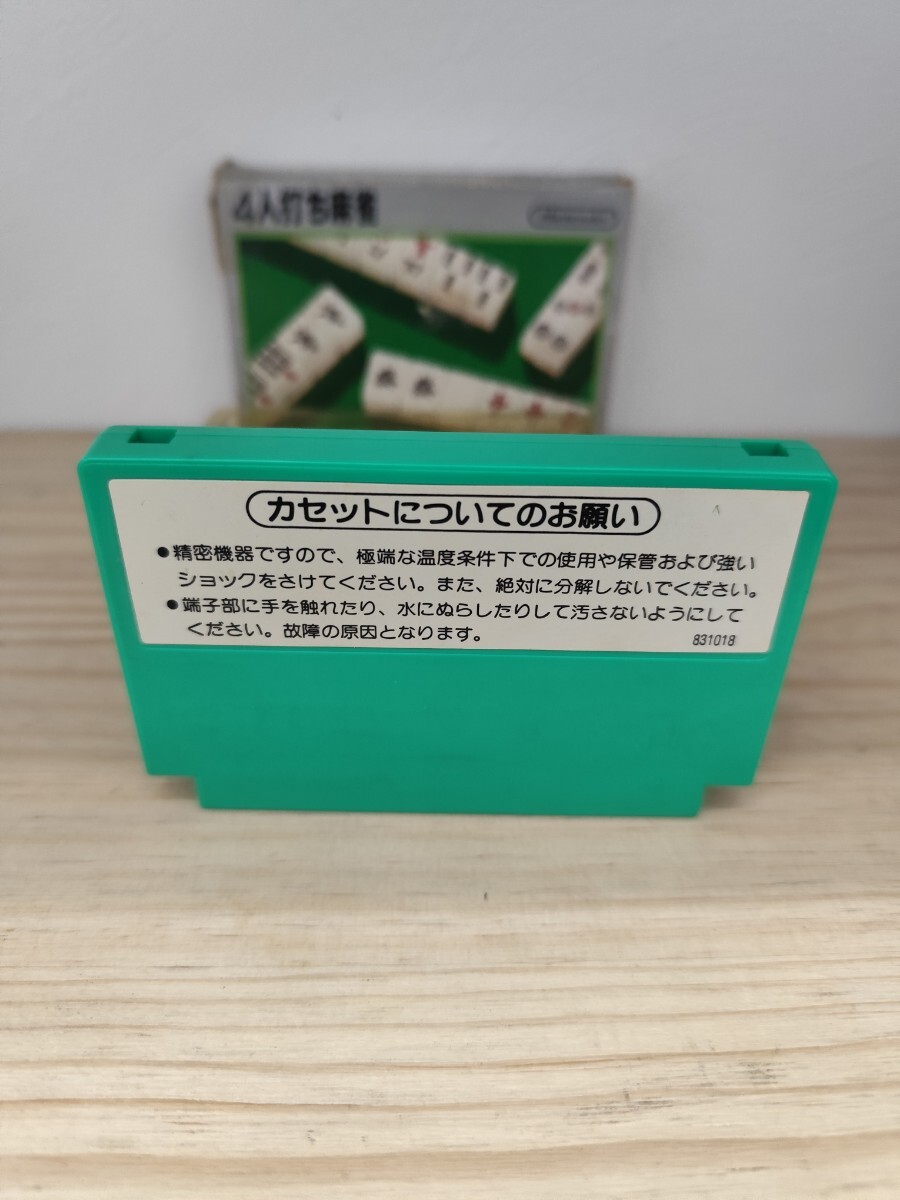 4人打ち麻雀
Nintendo
カセットについてのお願い
●精密機器ですので、極端な温度条件下での使用や保管および強い
ショックをさけてください。また、絶対に分解しないでください。
●端子部に手を触れたり、水にぬらしたりして汚さないようにして
ください。故障の原因となります。
831018